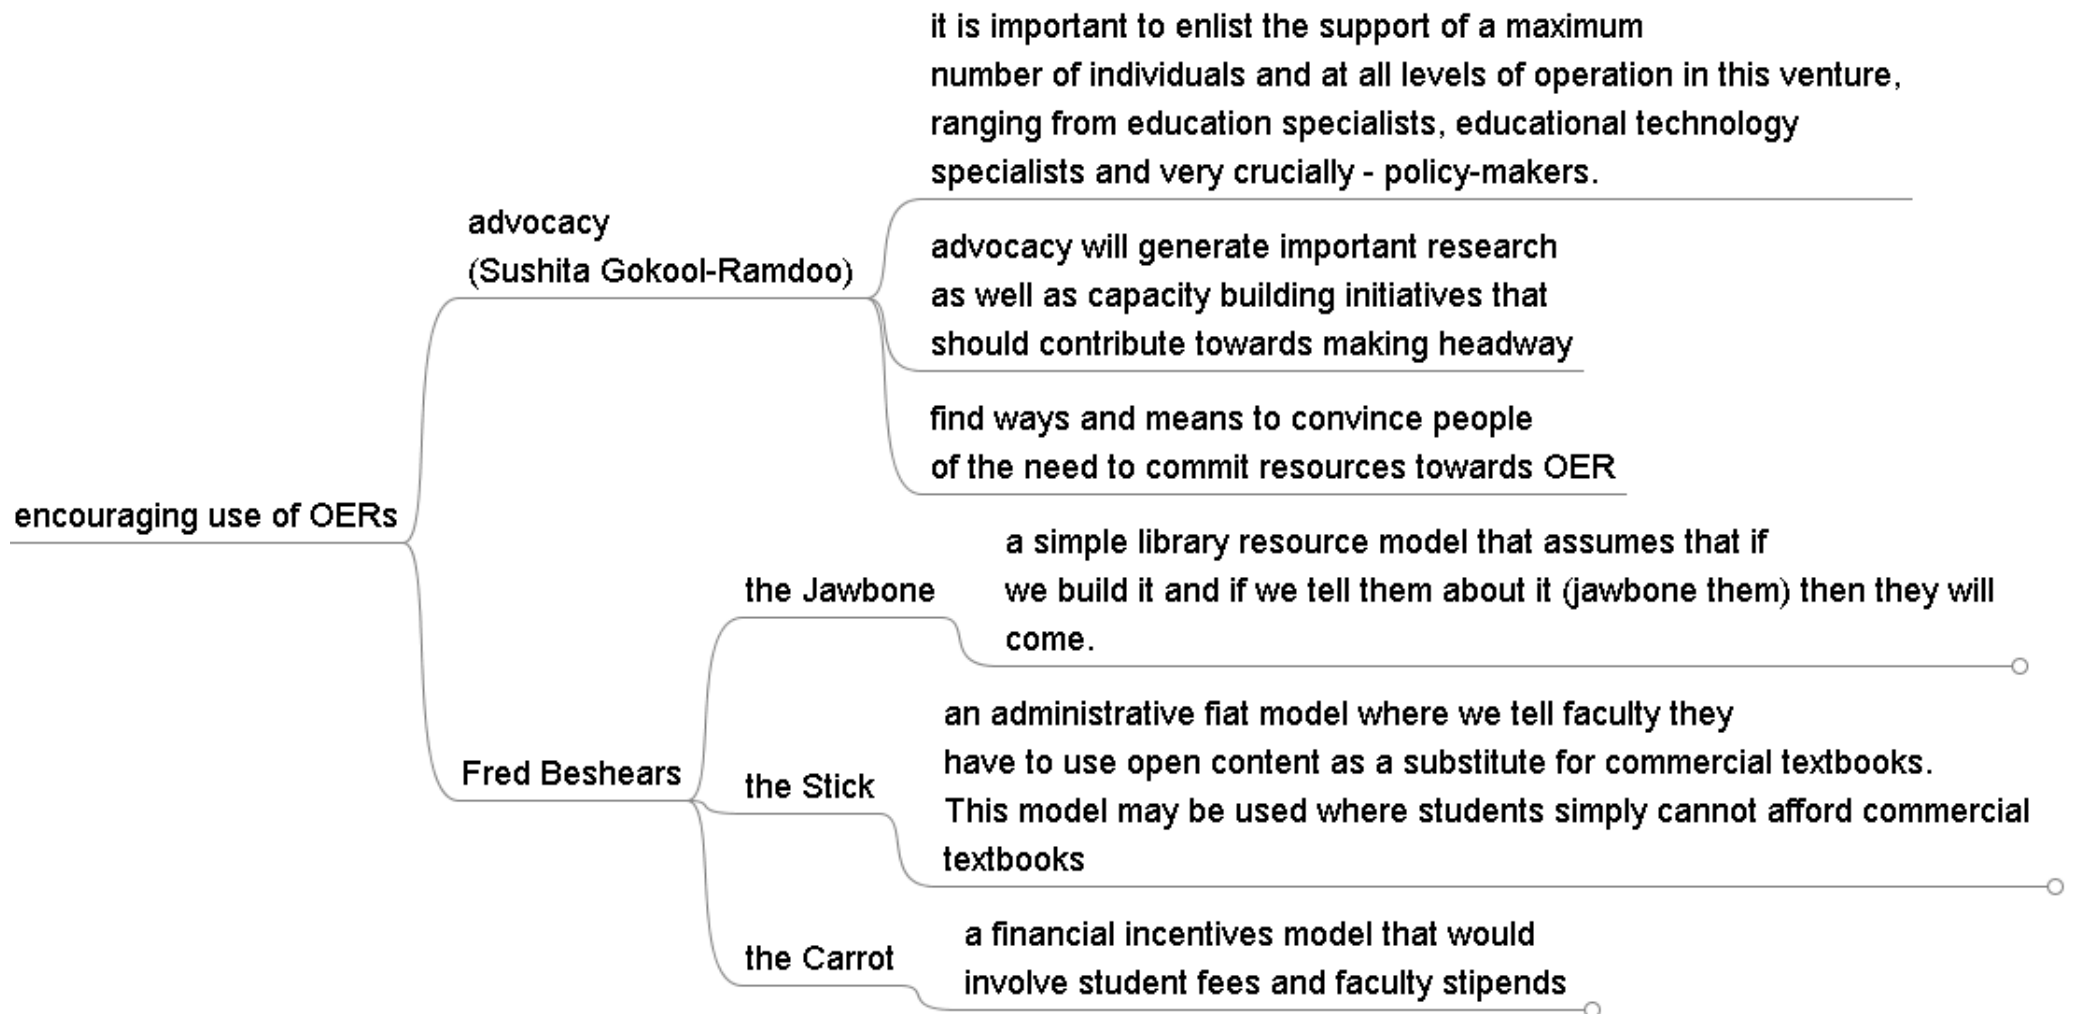 it is important to enlist the support of a maximum
number of individuals and at all levels of operation in this venture,
ranging from education specialists, educational technology
specialists and very crucially - policy-makers.
advocacy
(Sushita Gokool-Ramdoo)
advocacy will generate important research
as well as capacity building initiatives that
should contribute towards making headway
find ways and means to convince people
of the need to commit resources towards OER
encouraging use of OERs
a simple library resource model that assumes that if
we build it and if we tell them about it (jawbone them) then they will
come.
the Jawbone
Fred Beshears
the Stick
an administrative fiat model where we tell faculty they
have to use open content as a substitute for commercial textbooks.
This model may be used where students simply cannot afford commercial
textbooks
the Carrot
a financial incentives model that would
involve student fees and faculty stipends